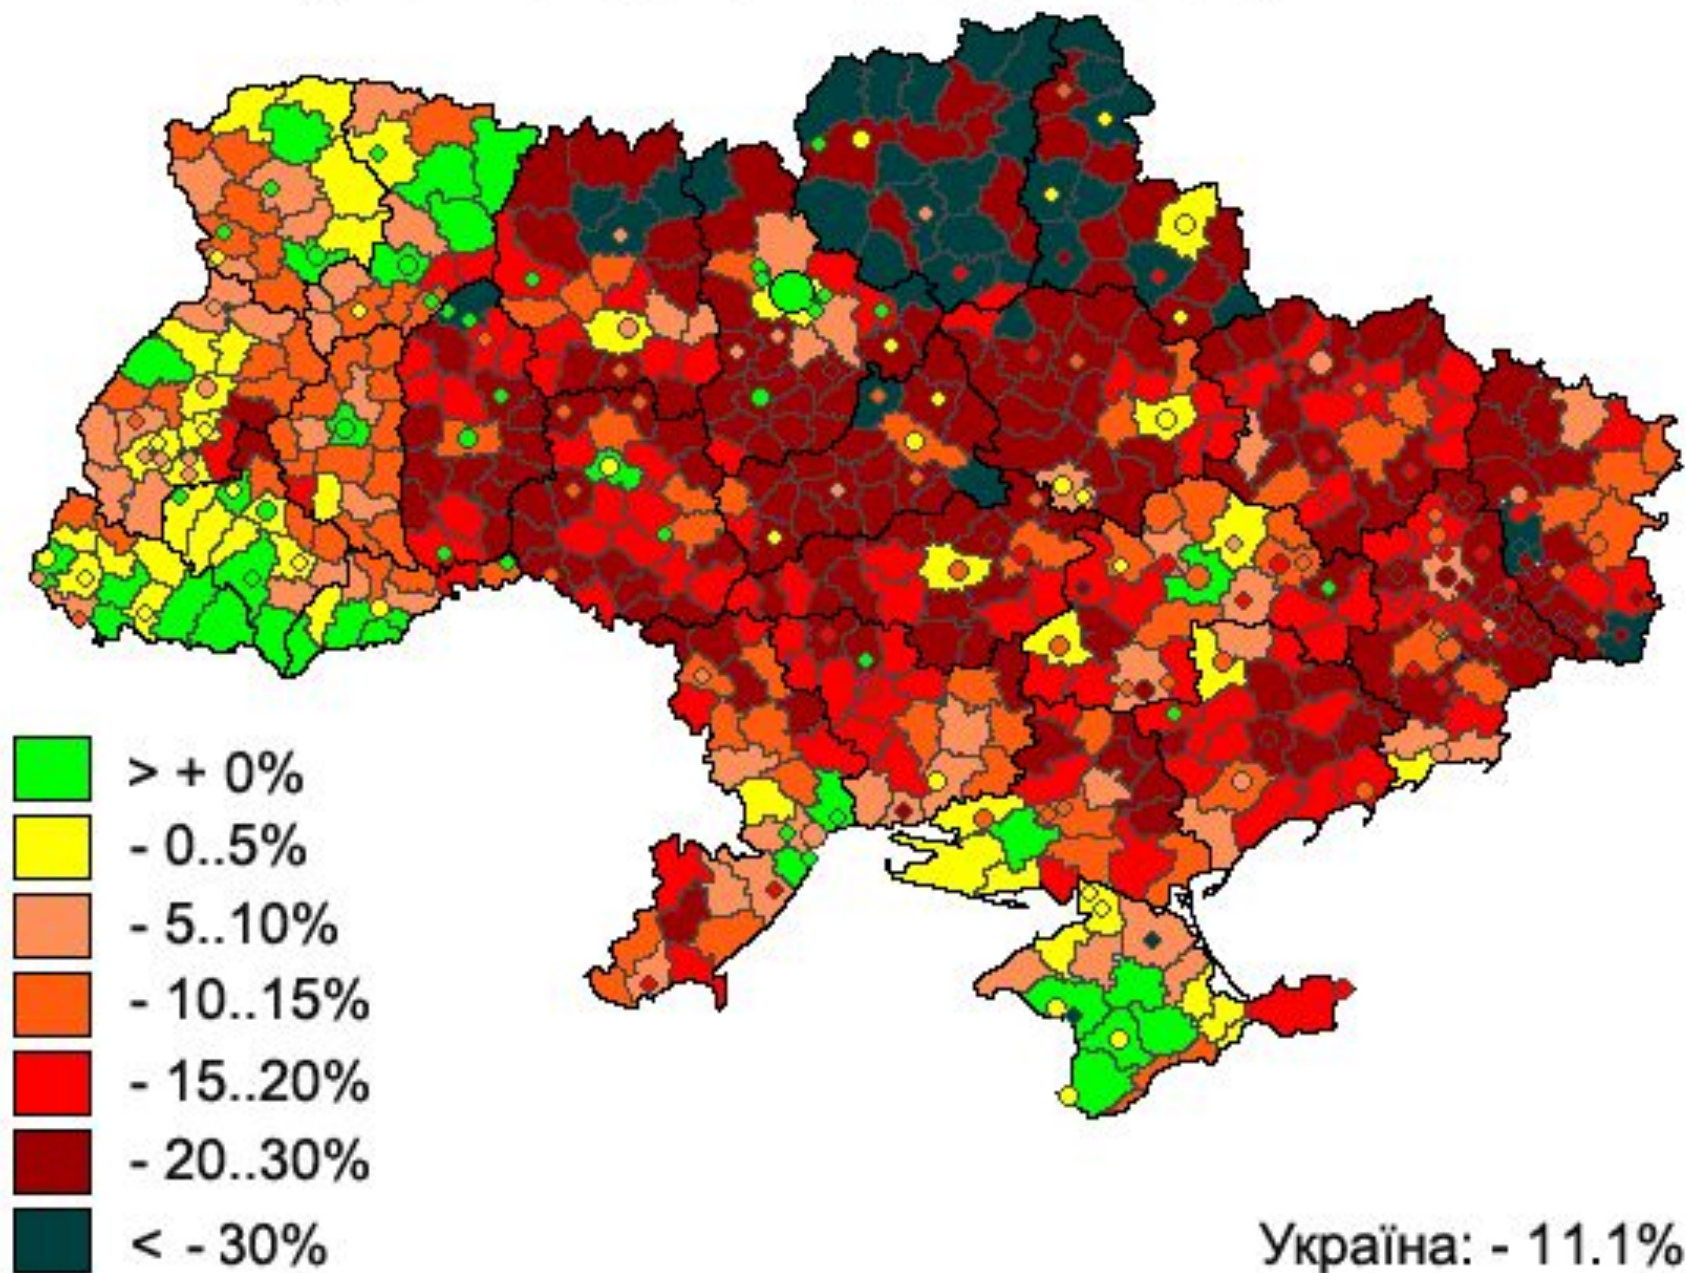 > + 0%
- 0..5%
- 5..10%
- 10..15%
- 15..20%
- 20..30%
< - 30%
Україна: - 11.1%